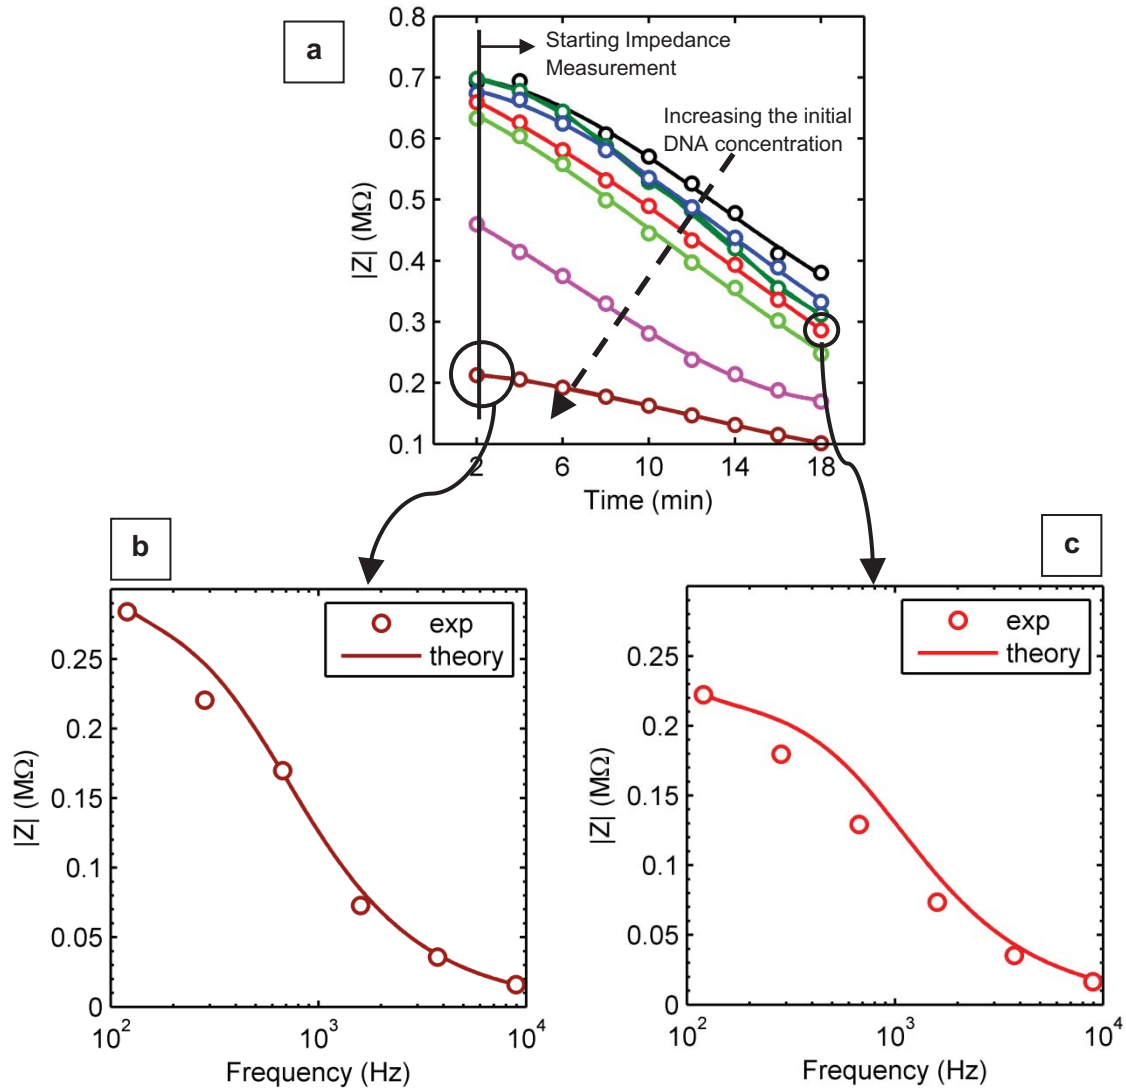 a
Starting Impedance
Measurement
Increasing the initial
DNA concentration
|Z| (MΩ)
0.8
0.7
0.6
0.5
0.4
0.3
0.2
0.1
2 6 10 14 18
Time (min)
b
exp
theory
|Z| (MΩ)
0.25
0.2
0.15
0.1
0.05
0
10² 10³ 10⁴
Frequency (Hz)
c
exp
theory
|Z| (MΩ)
0.25
0.2
0.15
0.1
0.05
0
10² 10³ 10⁴
Frequency (Hz)